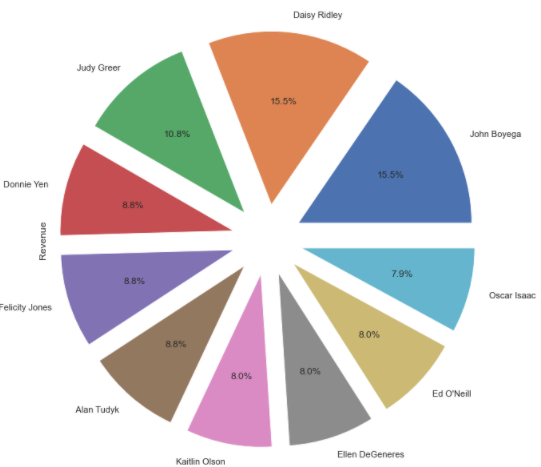 Daisy Ridley
15.5%
Judy Greer
10.8%
John Boyega
15.5%
Donnie Yen
8.8%
Revenue
Felicity Jones
8.8%
Oscar Isaac
7.9%
Alan Tudyk
8.8%
Ed O'Neill
8.0%
Kaitlin Olson
8.0%
Ellen DeGeneres
8.0%